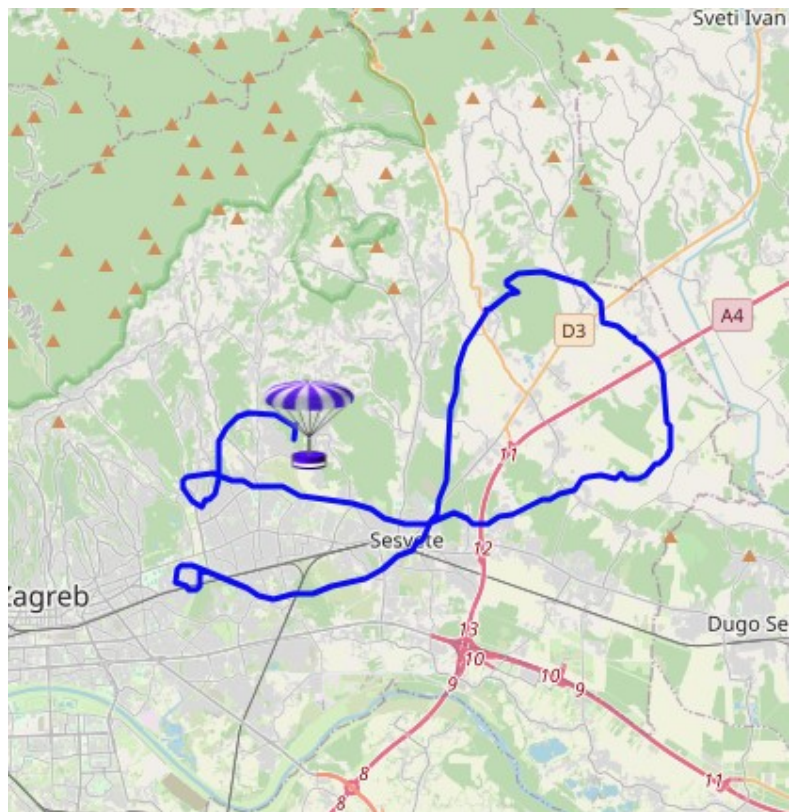 Sveti Ivan
A4
D3
11
Sesvete
12
Zagreb
Dugo Se
13
10
10
9
9
8
8
11